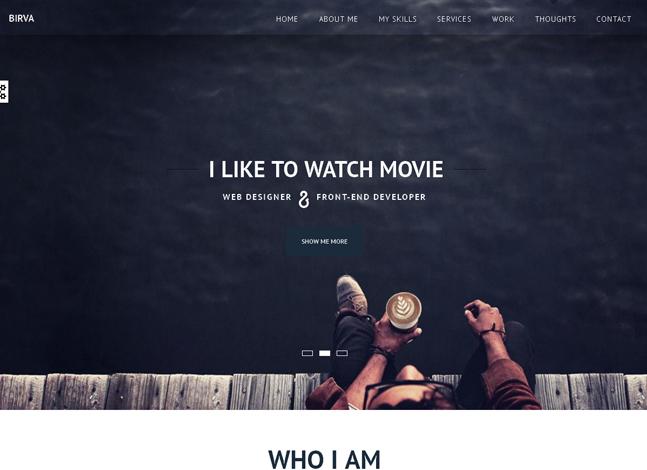 BIRVA
HOME ABOUT ME MY SKILLS SERVICES WORK THOUGHTS CONTACT
I LIKE TO WATCH MOVIE
WEB DESIGNER & FRONT-END DEVELOPER
SHOW ME MORE
WHO I AM